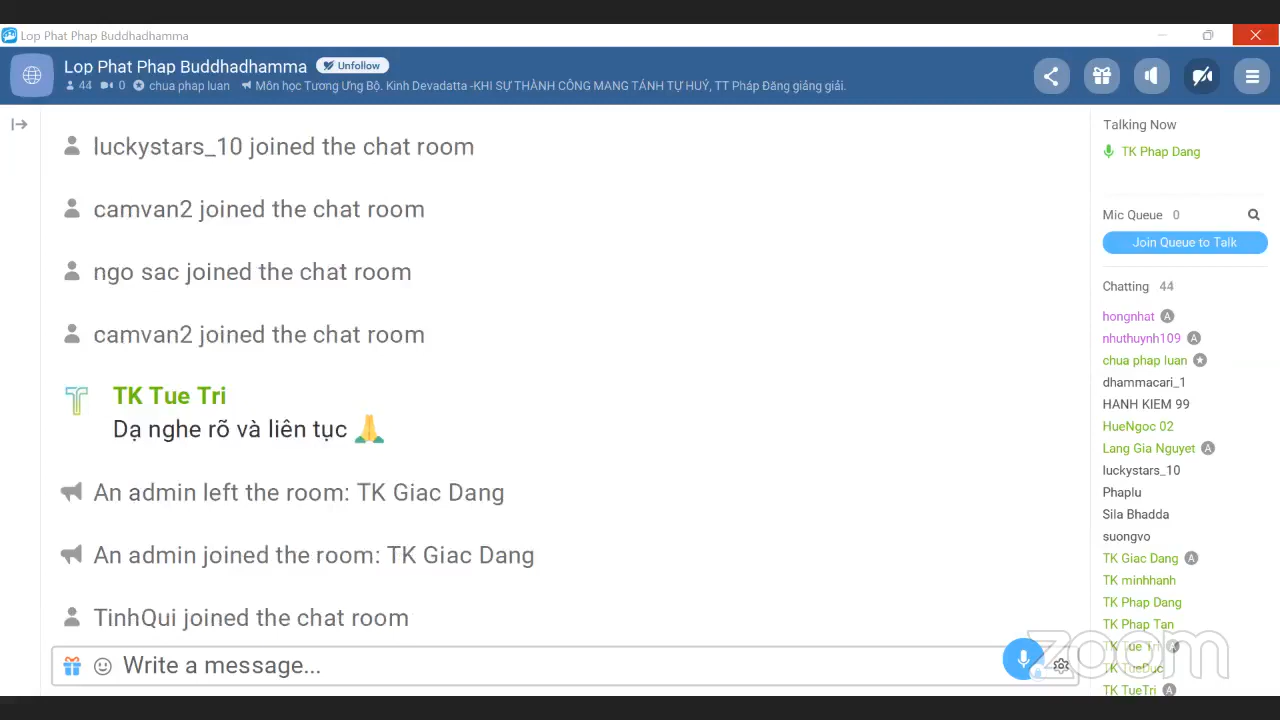 Lop Phat Phap Buddhadhamma
Lop Phat Phap Buddhadhamma Unfollow
44 0 chua phap luan Môn học Tương Ưng Bộ. Kinh Devadatta -KHI SỰ THÀNH CÔNG MANG TÁNH TỰ HUỶ, TT Pháp Đăng giảng giải.
luckystars_10 joined the chat room
camvan2 joined the chat room
ngo sac joined the chat room
camvan2 joined the chat room
TK Tue Tri
Dạ nghe rõ và liên tục 🙏
An admin left the room: TK Giac Dang
An admin joined the room: TK Giac Dang
TinhQui joined the chat room
Write a message...
Talking Now
TK Phap Dang
Mic Queue 0
Join Queue to Talk
Chatting 44
hongnhat A
nhuthuynh109 A
chua phap luan
dhammacari_1
HANH KIEM 99
HueNgoc 02
Lang Gia Nguyet A
luckystars_10
Phaplu
Sila Bhadda
suongvo
TK Giac Dang A
TK minhhanh
TK Phap Dang
TK Phap Tan
TK Tue Tri A
TK TueDuc
TK TueTri A
zoom